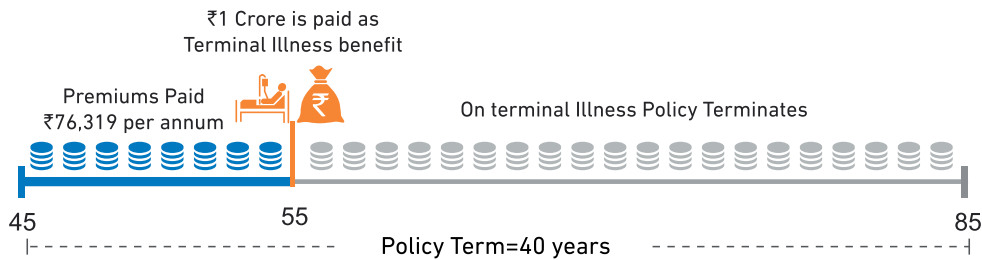 ₹1 Crore is paid as
Terminal Illness benefit
Premiums Paid
₹76,319 per annum
₹
On terminal Illness Policy Terminates
45
55
85
Policy Term=40 years